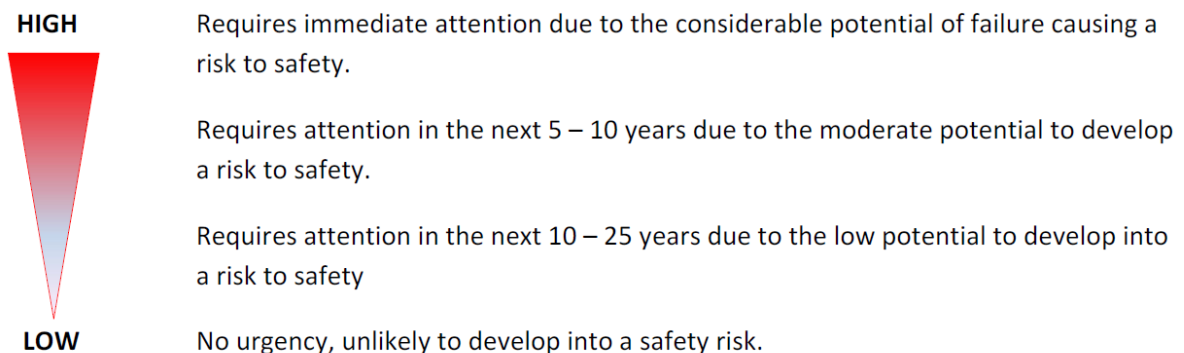 HIGH Requires immediate attention due to the considerable potential of failure causing a
risk to safety.
Requires attention in the next 5 – 10 years due to the moderate potential to develop
a risk to safety.
Requires attention in the next 10 – 25 years due to the low potential to develop into
a risk to safety
LOW No urgency, unlikely to develop into a safety risk.